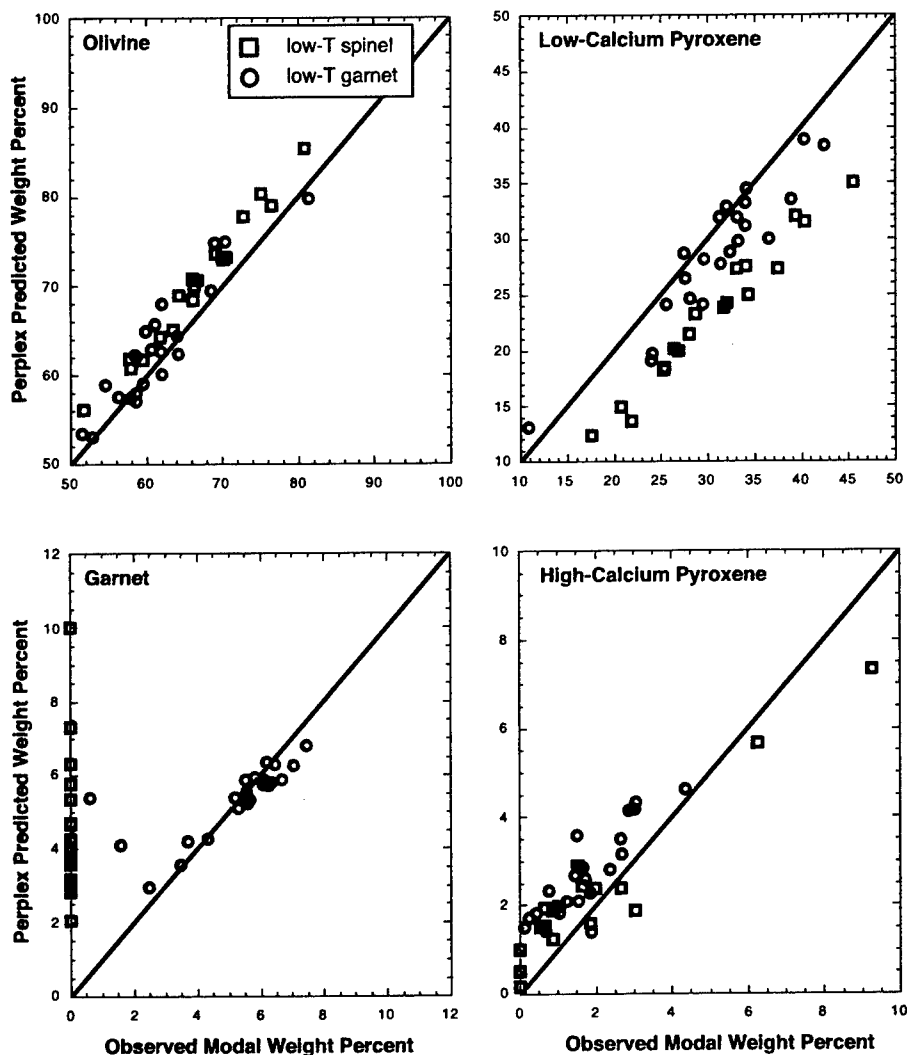 Perplex Predicted Weight Percent
Olivine
low-T spinel
low-T garnet
100
90
80
70
60
50
50 60 70 80 90 100
Low-Calcium Pyroxene
50
45
40
35
30
25
20
15
10
10 15 20 25 30 35 40 45 50
Perplex Predicted Weight Percent
Garnet
12
10
8
6
4
2
0
0 2 4 6 8 10 12
Observed Modal Weight Percent
High-Calcium Pyroxene
10
8
6
4
2
0
0 2 4 6 8 10
Observed Modal Weight Percent